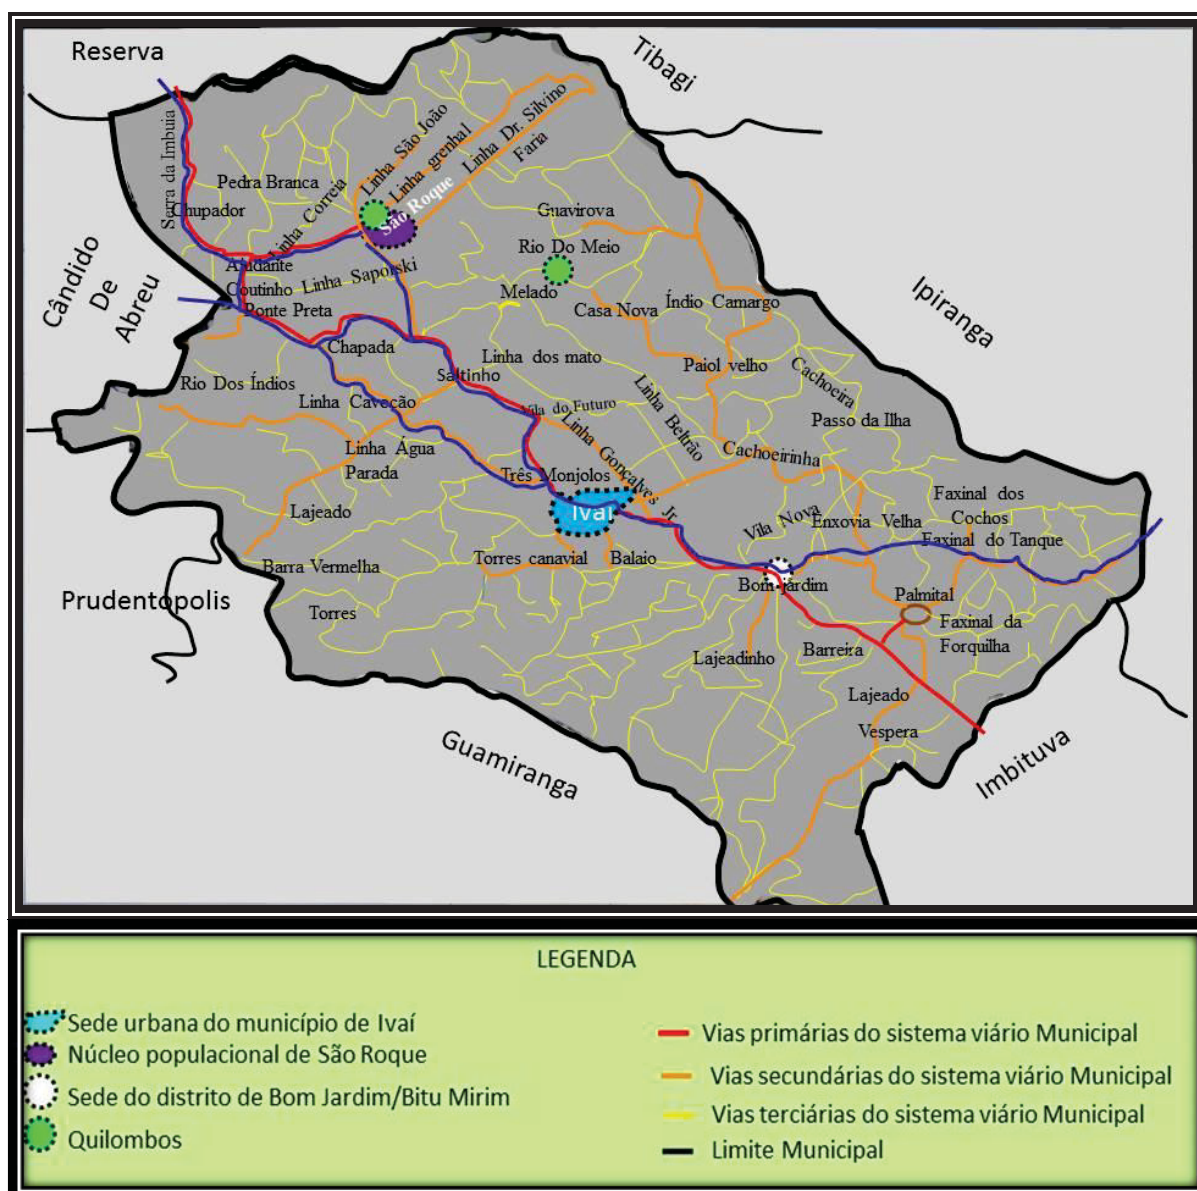 Reserva
Tibagi
Serra da Imbuia
Linha São João
Linha grenhal
Linha Dr. Silvino
Faria
Pedra Branca
Chupador
Linha Correia
São Roque
Guavirova
Rio Do Meio
Cândido
De
Abreu
Ipiranga
Coutinho
Linha Saporski
Melado
Ponte Preta
Casa Nova
Índio Camargo
Chapada
Linha dos mato
Paiol velho
Cachoeira
Rio Dos Índios
Saltinho
Linha Caveção
Vila do Futuro
Linha Beltrão
Passo da Ilha
Linha Água
Parada
Linha Gonçalves Jr
Cachoeirinha
Três Monjolos
Lajeado
Ivaí
Vila Nova
Enxovia Velha
Faxinal dos
Cochos
Faxinal do Tanque
Barra Vermelha
Torres canavial
Balaio
Bom jardim
Palmital
Prudentopolis
Torres
Faxinal da
Forquilha
Lajeadinho
Barreira
Lajeado
Vespera
Guamiranga
Imbituva
LEGENDA
Sede urbana do município de Ivaí
Núcleo populacional de São Roque
Sede do distrito de Bom Jardim/Bitu Mirim
Quilombos
Vias primárias do sistema viário Municipal
Vias secundárias do sistema viário Municipal
Vias terciárias do sistema viário Municipal
Limite Municipal